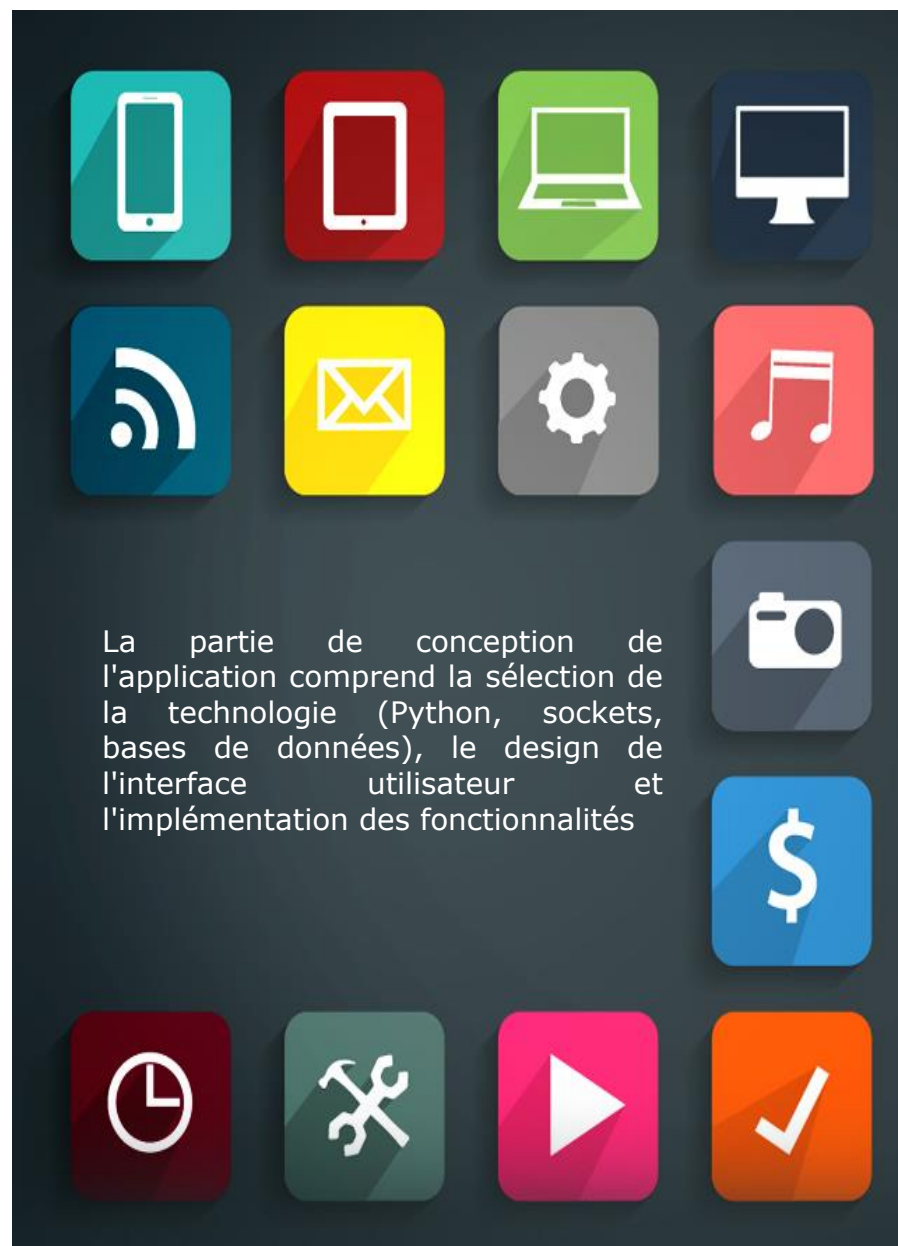 La partie de conception de
l'application comprend la sélection de
la technologie (Python, sockets,
bases de données), le design de
l'interface utilisateur et
l'implémentation des fonctionnalités
$